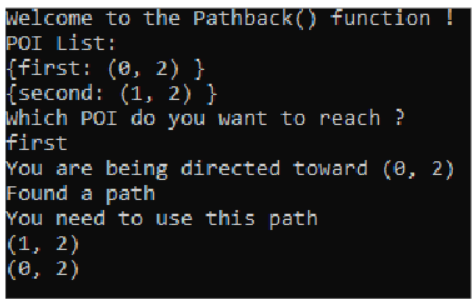 Welcome to the Pathback() function !
POI List:
{first: (0, 2) }
{second: (1, 2) }
Which POI do you want to reach ?
first
You are being directed toward (0, 2)
Found a path
You need to use this path
(1, 2)
(0, 2)